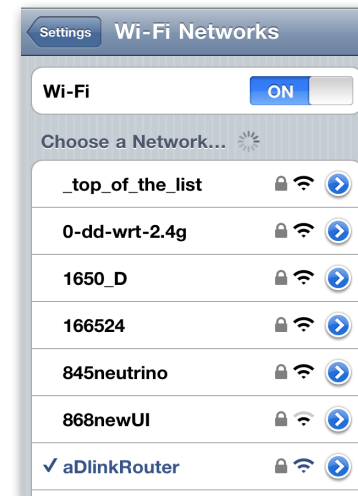 Settings Wi-Fi Networks
Wi-Fi ON
Choose a Network...
_top_of_the_list
0-dd-wrt-2.4g
1650_D
166524
845neutrino
868newUI
aDlinkRouter